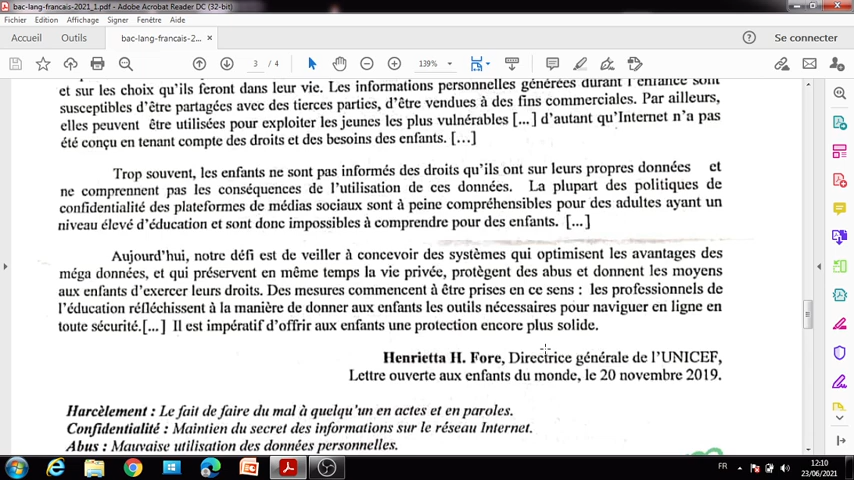 bac-lang-francais-2021_1.pdf - Adobe Acrobat Reader DC (32-bit)
Fichier Edition Affichage Signer Fenêtre Aide
Accueil Outils bac-lang-francais-2... × Se connecter
3 / 4 139%
et sur les choix qu'ils feront dans leur vie. Les informations personnelles générées durant l'enfance sont
susceptibles d'être partagées avec des tierces parties, d'être vendues à des fins commerciales. Par ailleurs,
elles peuvent être utilisées pour exploiter les jeunes les plus vulnérables [...] d'autant qu'Internet n'a pas
été conçu en tenant compte des droits et des besoins des enfants. [...]
Trop souvent, les enfants ne sont pas informés des droits qu'ils ont sur leurs propres données et
ne comprennent pas les conséquences de l'utilisation de ces données. La plupart des politiques de
confidentialité des plateformes de médias sociaux sont à peine compréhensibles pour des adultes ayant un
niveau élevé d'éducation et sont donc impossibles à comprendre pour des enfants. [...]
Aujourd'hui, notre défi est de veiller à concevoir des systèmes qui optimisent les avantages des
méga données, et qui préservent en même temps la vie privée, protègent des abus et donnent les moyens
aux enfants d'exercer leurs droits. Des mesures commencent à être prises en ce sens : les professionnels de
l'éducation réfléchissent à la manière de donner aux enfants les outils nécessaires pour naviguer en ligne en
toute sécurité.[...] Il est impératif d'offrir aux enfants une protection encore plus solide.
Henrietta H. Fore, Directrice générale de l'UNICEF,
Lettre ouverte aux enfants du monde, le 20 novembre 2019.
Harcèlement : Le fait de faire du mal à quelqu'un en actes et en paroles.
Confidentialité : Maintien du secret des informations sur le réseau Internet.
Abus : Mauvaise utilisation des données personnelles.
FR 12:10
23/06/2021